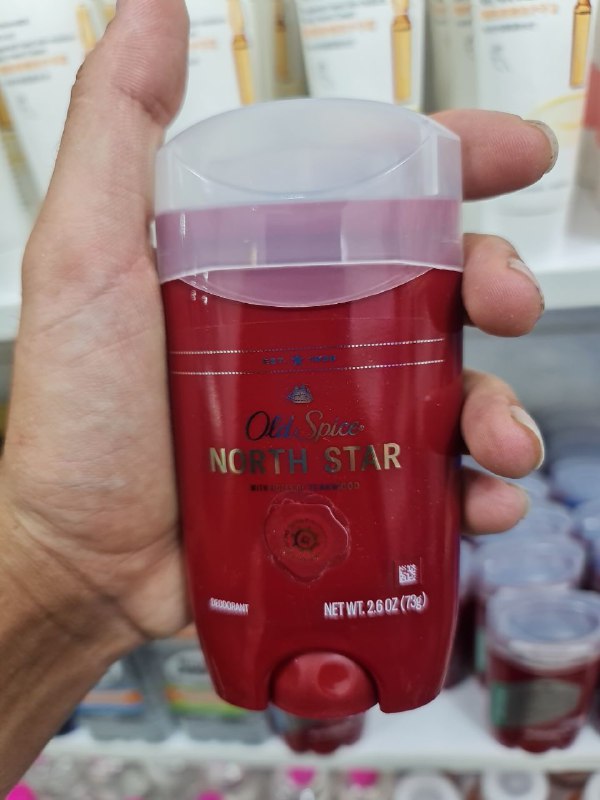 Old Spice
NORTH STAR
DEODORANT
NET WT. 2.6 OZ (73g)